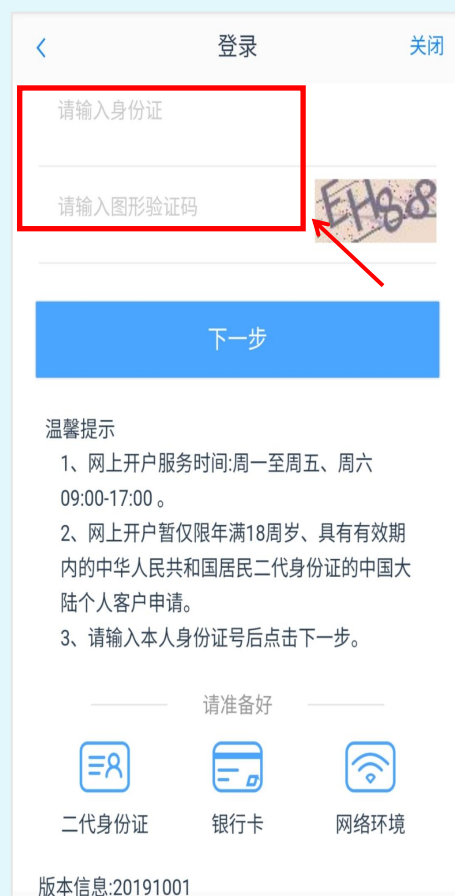 登录
关闭
请输入身份证
请输入图形验证码
EH88
下一步
温馨提示
1、网上开户服务时间:周一至周五、周六
09:00-17:00 。
2、网上开户暂仅限年满18周岁、具有有效期
内的中华人民共和国居民二代身份证的中国大
陆个人客户申请。
3、请输入本人身份证号后点击下一步。
请准备好
二代身份证
银行卡
网络环境
版本信息:20191001